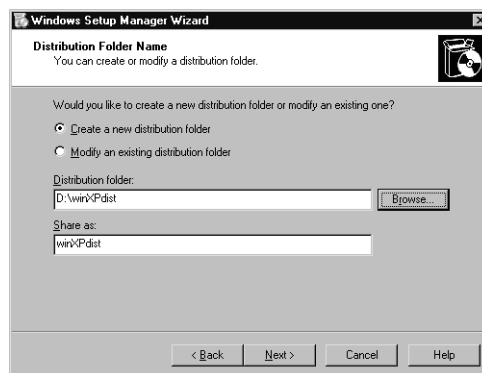 Windows Setup Manager Wizard
Distribution Folder Name
You can create or modify a distribution folder.
Would you like to create a new distribution folder or modify an existing one?
Create a new distribution folder
Modify an existing distribution folder
Distribution folder:
D:\winXPdist
Browse...
Share as:
winXPdist
< Back
Next >
Cancel
Help